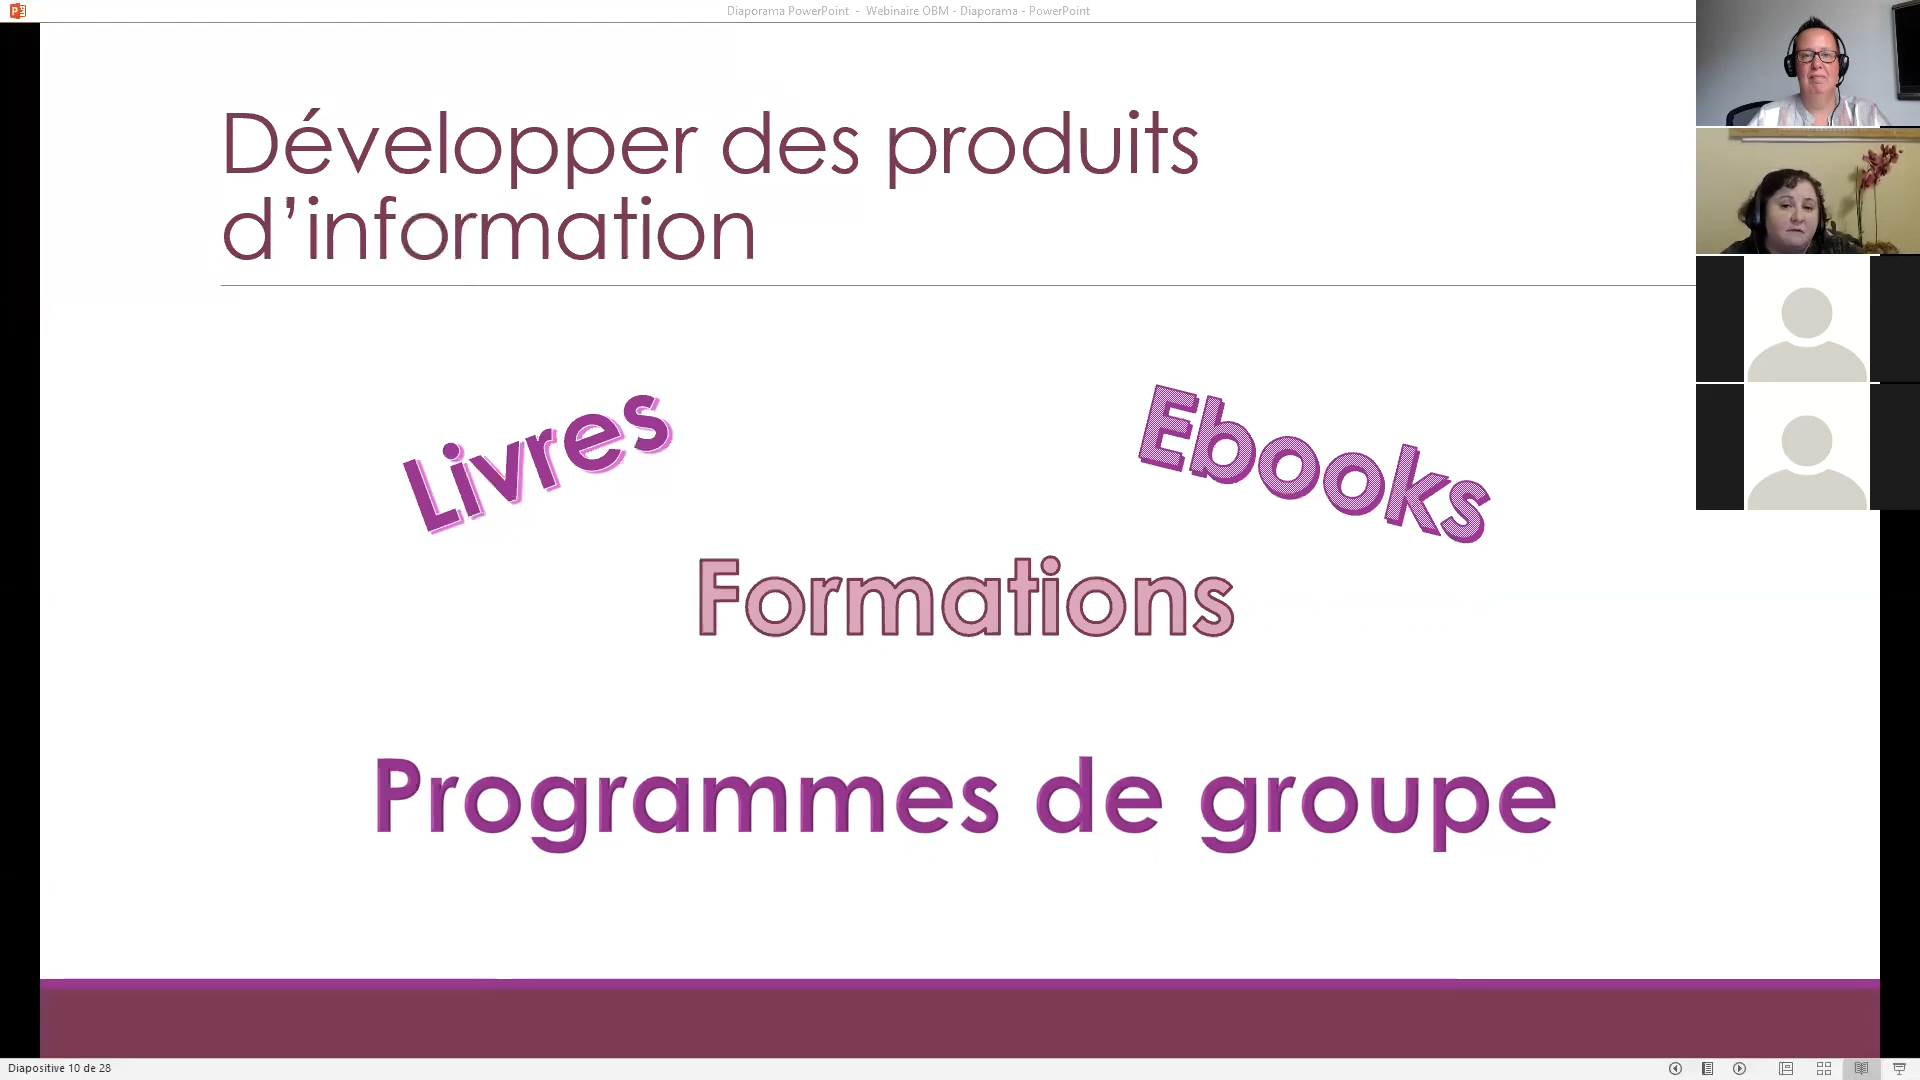 Diaporama PowerPoint - Webinaire OBM - Diaporama - PowerPoint
Développer des produits
d’information
Livres
Ebooks
Formations
Programmes de groupe
Diapositive 10 de 28